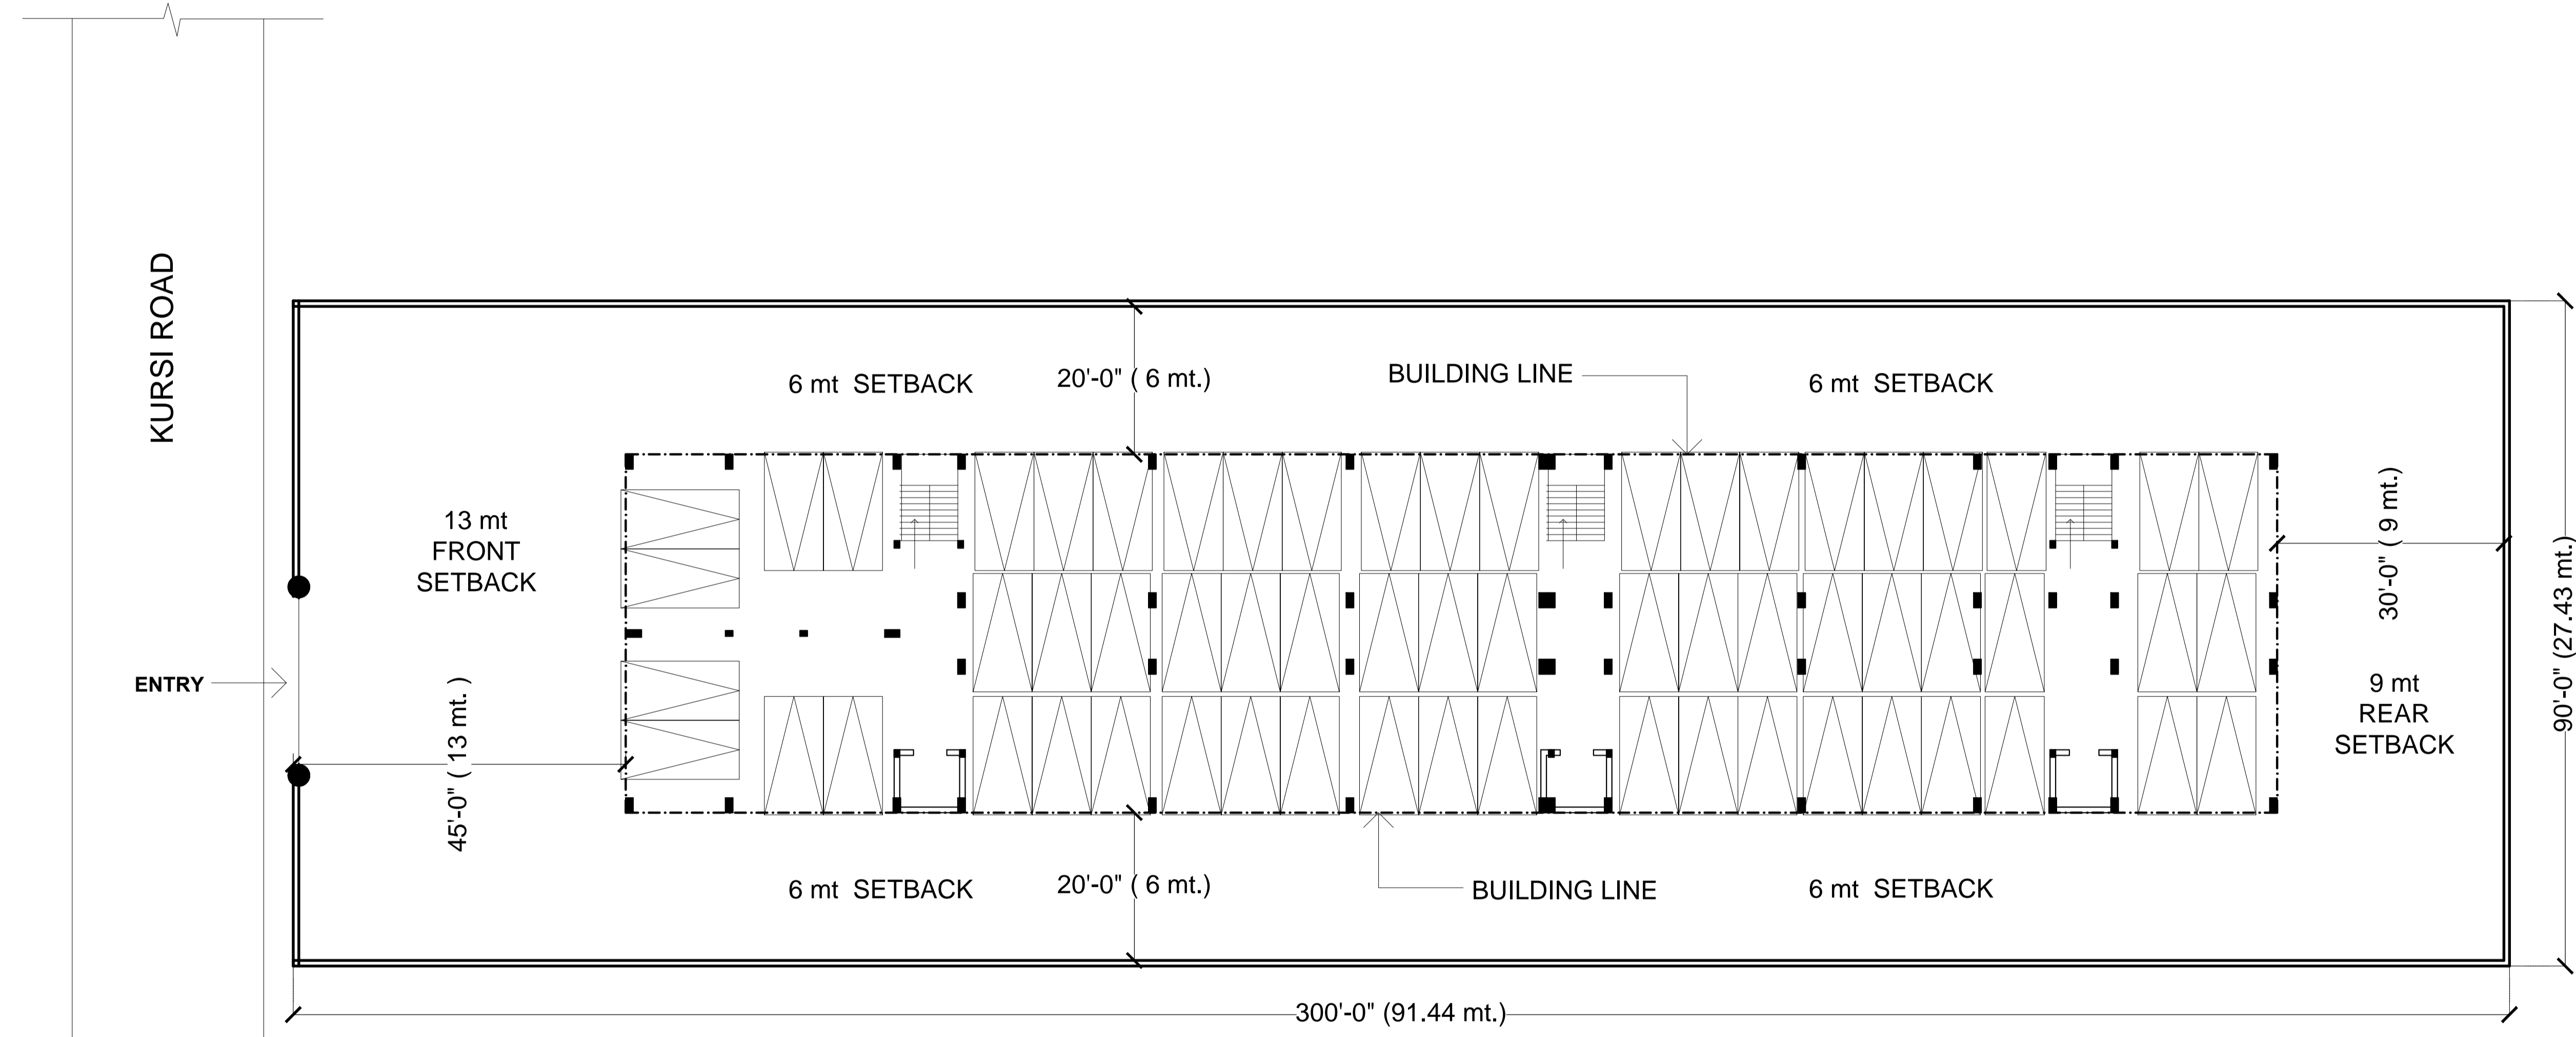 KURSI ROAD
6 mt  SETBACK
20'-0" ( 6 mt.)
BUILDING LINE
6 mt  SETBACK
13 mt
FRONT
SETBACK
30'-0" ( 9 mt.)
90'-0" (27.43 mt.)
ENTRY
45'-0" ( 13 mt. )
9 mt
REAR
SETBACK
6 mt  SETBACK
20'-0" ( 6 mt.)
BUILDING LINE
6 mt  SETBACK
300'-0" (91.44 mt.)